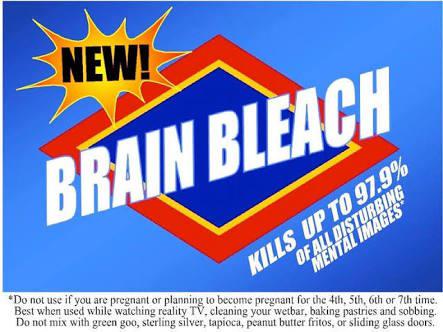 NEW!
BRAIN BLEACH
KILLS UP TO 97.9%
OF ALL DISTURBING
MENTAL IMAGES*
*Do not use if you are pregnant or planning to become pregnant for the 4th, 5th, 6th or 7th time.
Best when used while watching reality TV, cleaning your wetbar, baking pastries and sobbing.
Do not mix with green goo, sterling silver, tapioca, peanut butter fritos, or sliding glass doors.